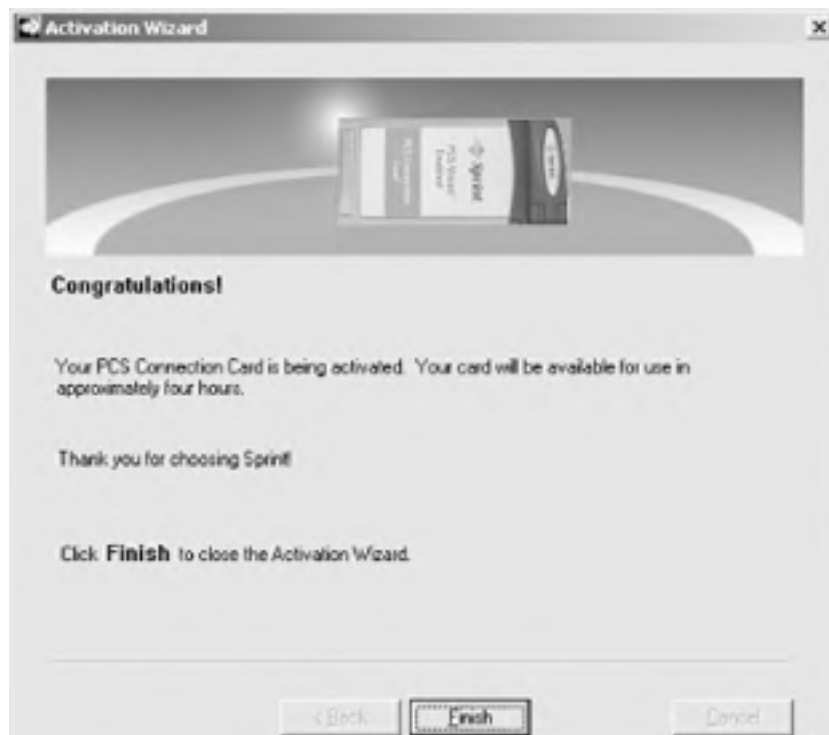 Activation Wizard
Sprint
Congratulations!
Your PCS Connection Card is being activated. Your card will be available for use in
approximately four hours.
Thank you for choosing Sprint!
Click Finish to close the Activation Wizard.
< Back
Finish
Cancel